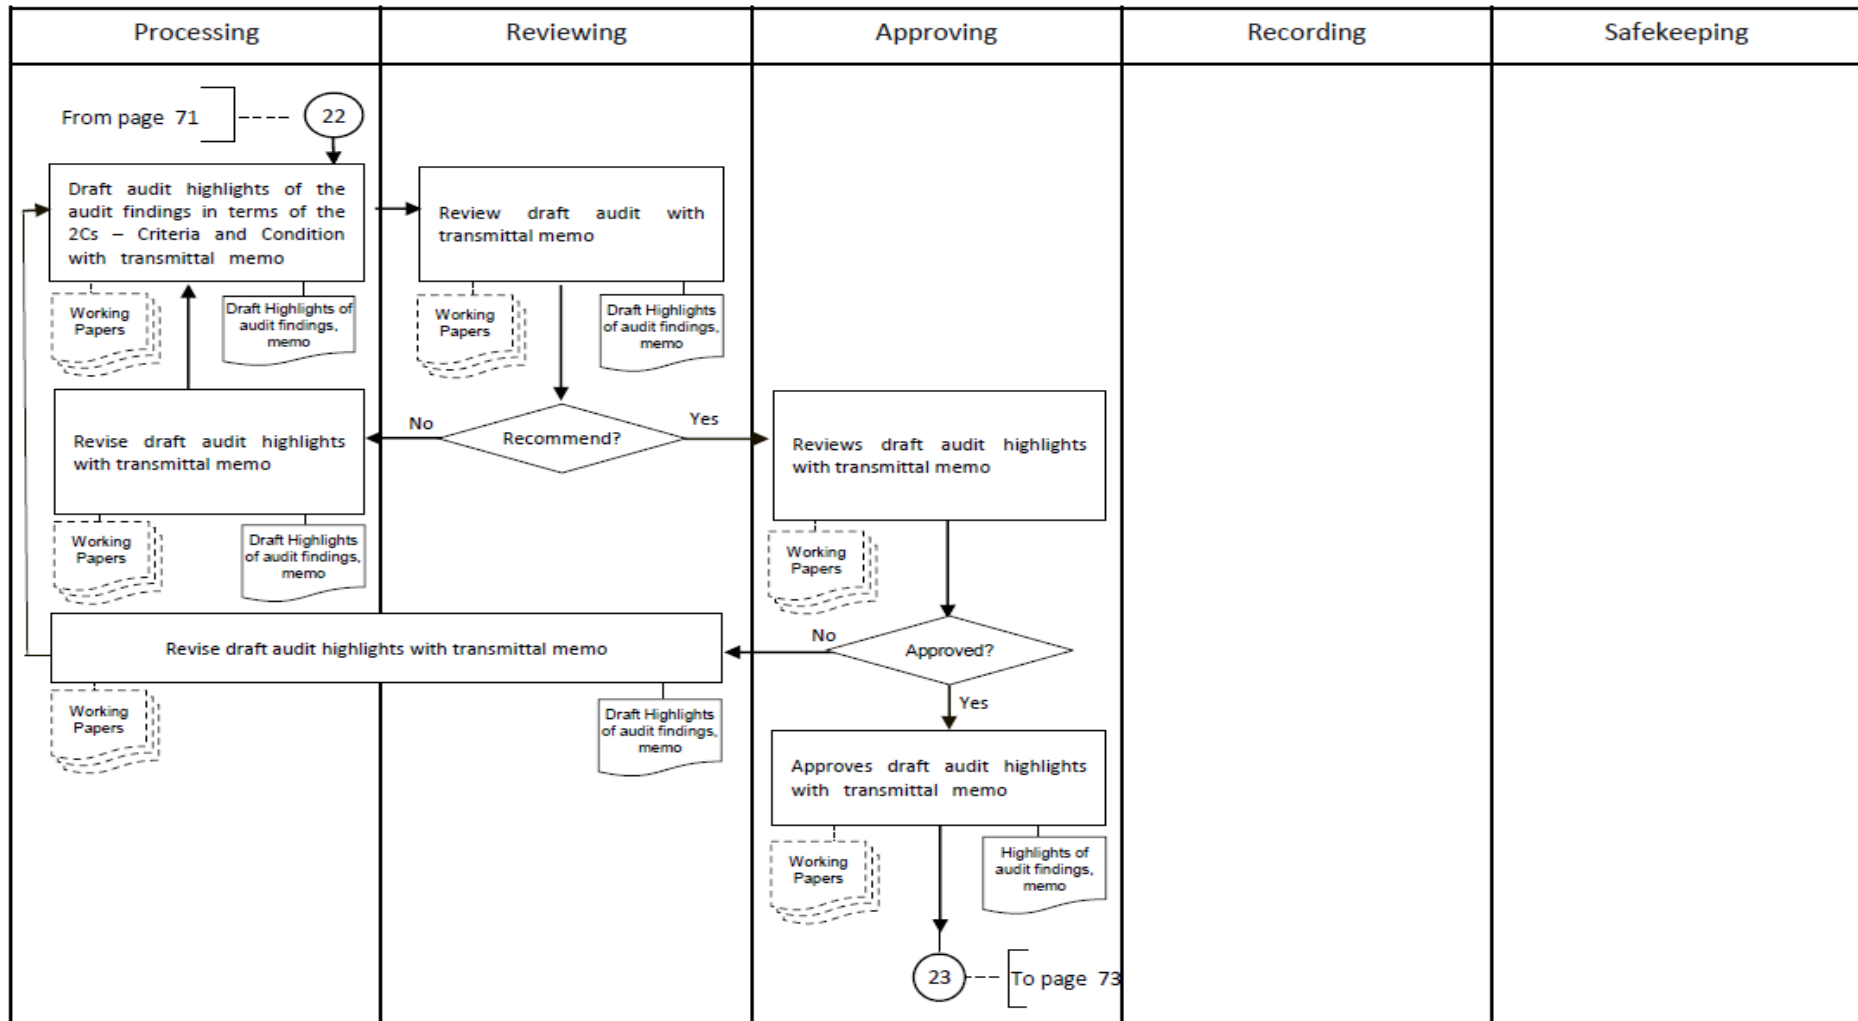 Processing
Reviewing
Approving
Recording
Safekeeping
From page 71
22
Draft audit highlights of the
audit findings in terms of the
2Cs – Criteria and Condition
with transmittal memo
Working
Papers
Draft Highlights of
audit findings,
memo
Review draft audit with
transmittal memo
Working
Papers
Draft Highlights
of audit findings,
memo
Recommend?
No
Yes
Revise draft audit highlights
with transmittal memo
Working
Papers
Draft Highlights
of audit findings,
memo
Reviews draft audit highlights
with transmittal memo
Working
Papers
Approved?
No
Yes
Revise draft audit highlights with transmittal memo
Working
Papers
Draft Highlights
of audit findings,
memo
Approves draft audit highlights
with transmittal memo
Working
Papers
Highlights of
audit findings,
memo
23
To page 73